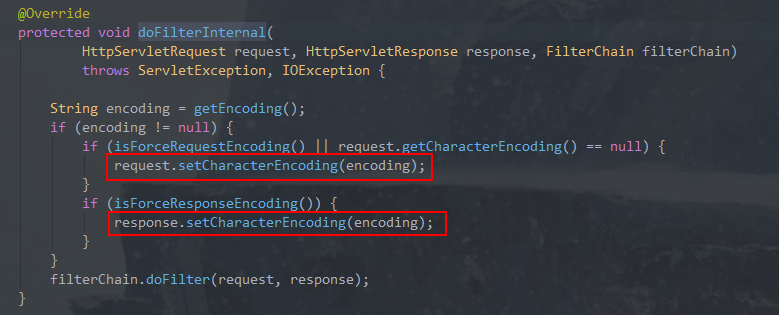 @Override
protected void doFilterInternal(
HttpServletRequest request, HttpServletResponse response, FilterChain filterChain)
throws ServletException, IOException {
String encoding = getEncoding();
if (encoding != null) {
if (isForceRequestEncoding() || request.getCharacterEncoding() == null) {
request.setCharacterEncoding(encoding);
}
if (isForceResponseEncoding()) {
response.setCharacterEncoding(encoding);
}
}
filterChain.doFilter(request, response);
}